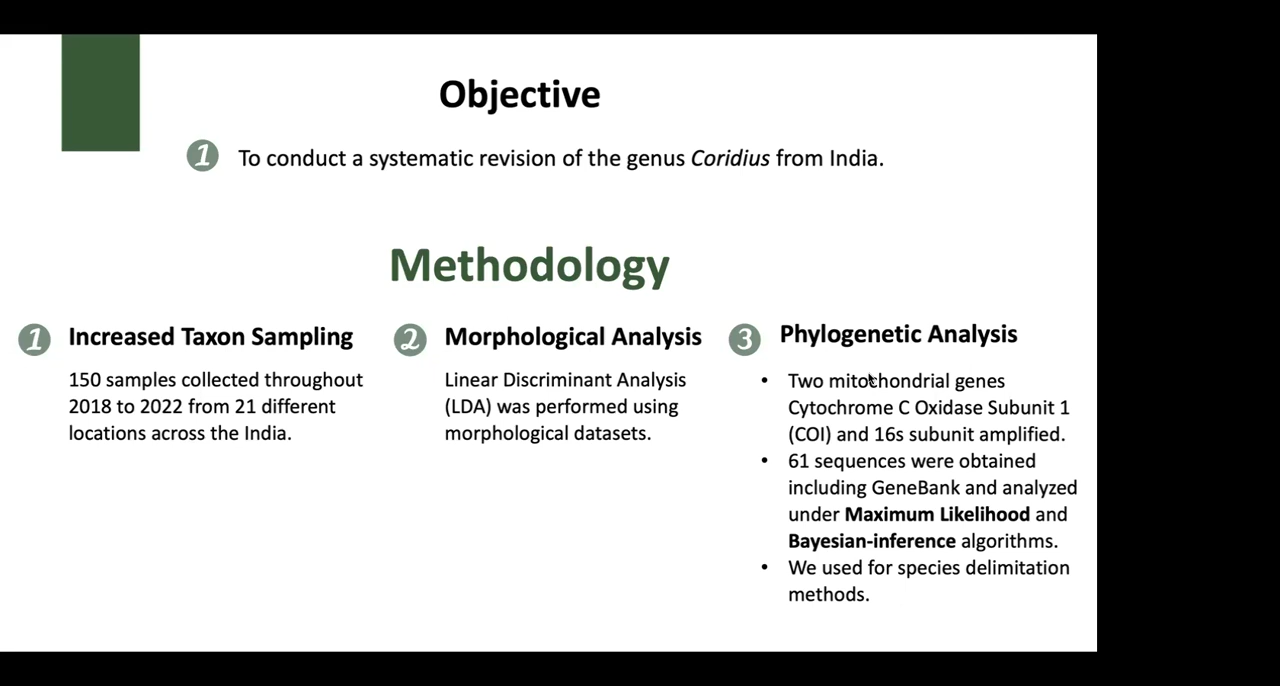 Objective
1 To conduct a systematic revision of the genus Coridius from India.
Methodology
1 Increased Taxon Sampling
150 samples collected throughout
2018 to 2022 from 21 different
locations across the India.
2 Morphological Analysis
Linear Discriminant Analysis
(LDA) was performed using
morphological datasets.
3 Phylogenetic Analysis
• Two mitochondrial genes
Cytochrome C Oxidase Subunit 1
(COI) and 16s subunit amplified.
• 61 sequences were obtained
including GeneBank and analyzed
under Maximum Likelihood and
Bayesian-inference algorithms.
• We used for species delimitation
methods.